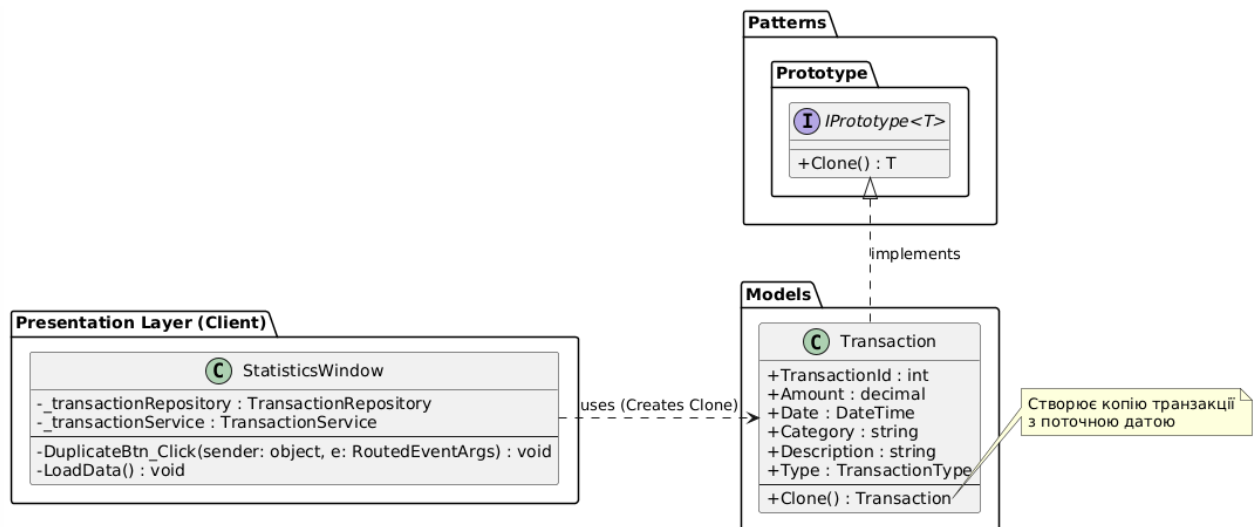 Patterns
Prototype
I IPrototype<T>
+Clone() : T
implements
Presentation Layer (Client)
C StatisticsWindow
-_transactionRepository : TransactionRepository
-_transactionService : TransactionService
-DuplicateBtn_Click(sender: object, e: RoutedEventArgs) : void
-LoadData() : void
uses (Creates Clone)
Models
C Transaction
+TransactionId : int
+Amount : decimal
+Date : DateTime
+Category : string
+Description : string
+Type : TransactionType
+Clone() : Transaction
Створює копію транзакції
з поточною датою